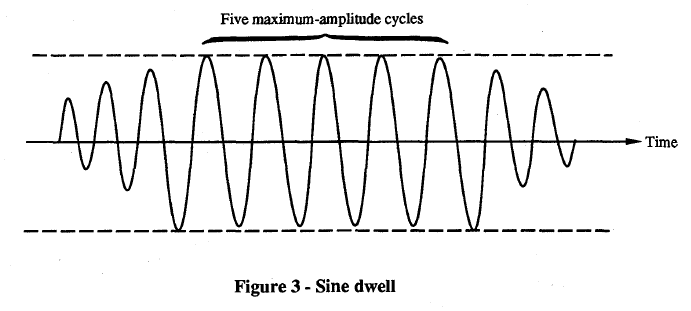 Five maximum-amplitude cycles
Time
Figure 3 - Sine dwell